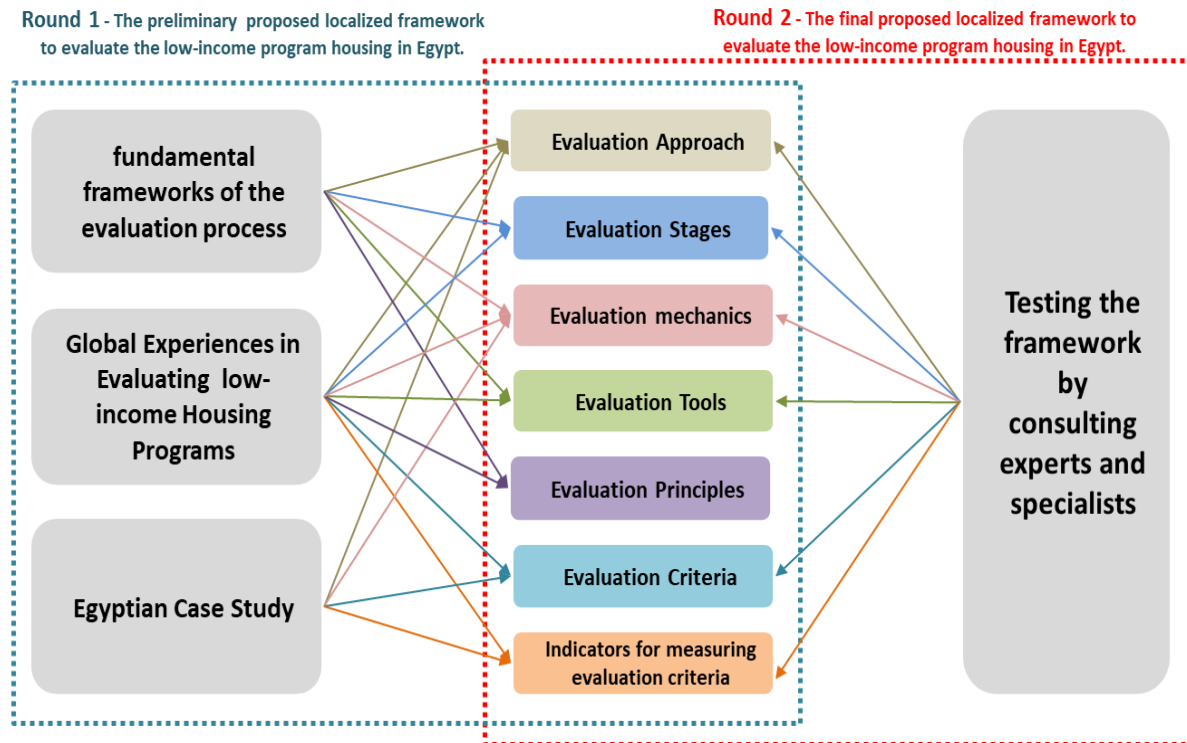 Round 1 - The preliminary proposed localized framework
to evaluate the low-income program housing in Egypt.
Round 2 - The final proposed localized framework to
evaluate the low-income program housing in Egypt.
fundamental
frameworks of the
evaluation process
Global Experiences in
Evaluating low-
income Housing
Programs
Egyptian Case Study
Evaluation Approach
Evaluation Stages
Evaluation mechanics
Evaluation Tools
Evaluation Principles
Evaluation Criteria
Indicators for measuring
evaluation criteria
Testing the
framework
by
consulting
experts and
specialists